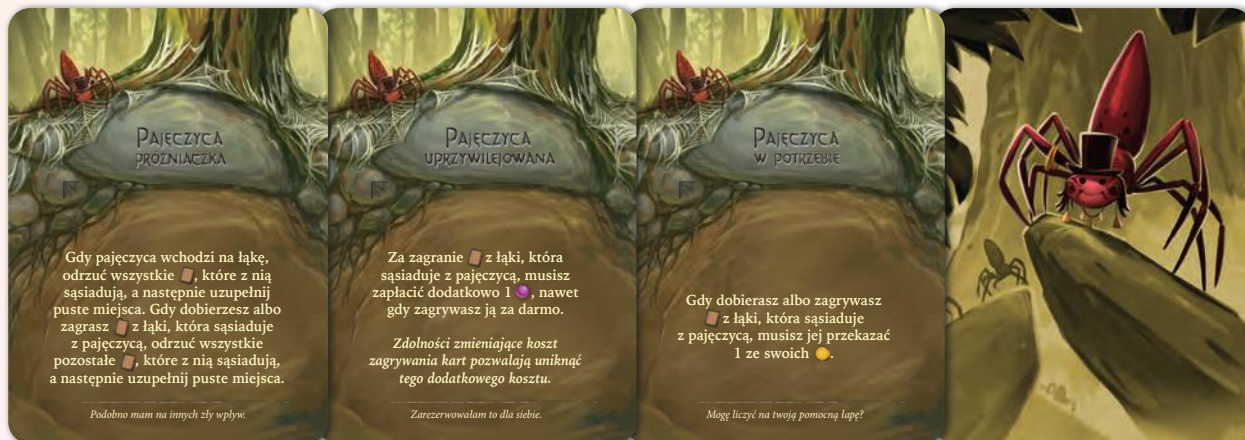 Pajęczyca
próżniaczka
Gdy pajęczyca wchodzi na łąkę,
odrzuć wszystkie , które z nią
sąsiadują, a następnie uzupełnij
puste miejsca. Gdy dobierzesz albo
zagrasz z łąki, która sąsiaduje
z pajęczycą, odrzuć wszystkie
pozostałe , które z nią sąsiadują,
a następnie uzupełnij puste miejsca.
Podobno mam na innych zły wpływ.
Pajęczyca
uprzywilejowana
Za zagranie z łąki, która
sąsiaduje z pajęczycą, musisz
zapłacić dodatkowo 1 , nawet
gdy zagrywasz ją za darmo.
Zdolności zmieniające koszt
zagrywania kart pozwalają uniknąć
tego dodatkowego kosztu.
Zarezerwowałam to dla siebie.
Pajęczyca
w potrzebie
Gdy dobierasz albo zagrywasz
z łąki, która sąsiaduje
z pajęczycą, musisz jej przekazać
1 ze swoich .
Mogę liczyć na twoją pomocną łapę?